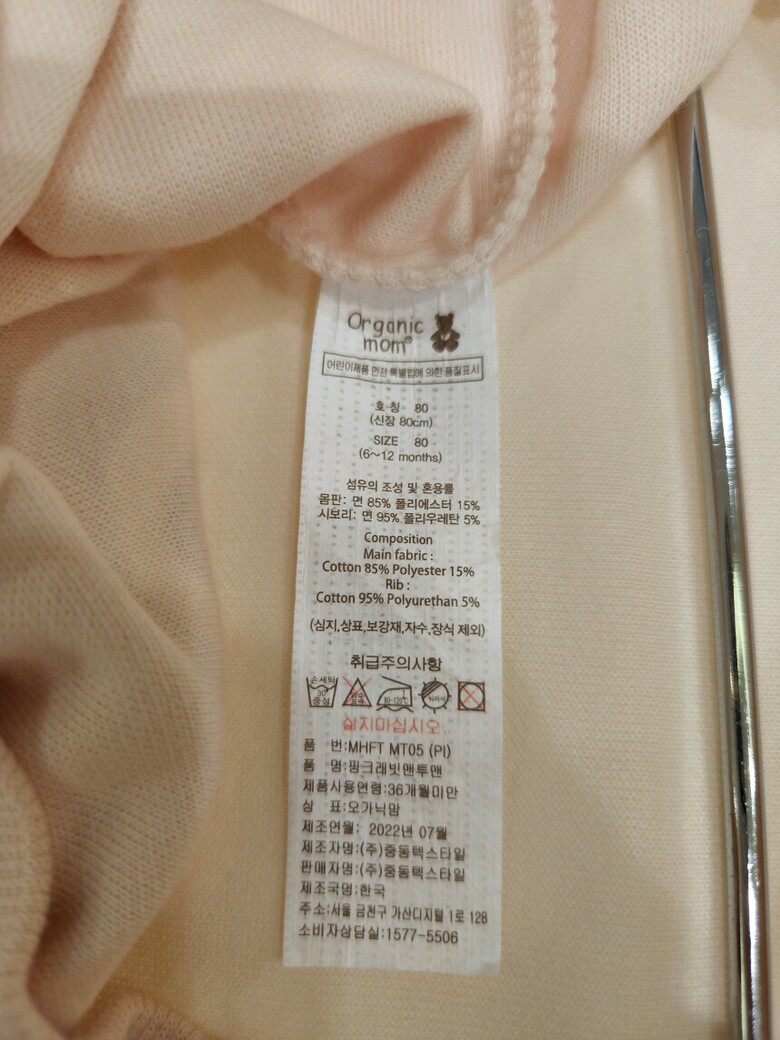 Organic
mom®
어린이제품 안전 특별법에 의한 품질표시
호 칭 80
(신장 80cm)
SIZE 80
(6~12 months)
섬유의 조성 및 혼용률
몸판: 면 85% 폴리에스터 15%
시보리: 면 95% 폴리우레탄 5%
Composition
Main fabric :
Cotton 85% Polyester 15%
Rib :
Cotton 95% Polyurethan 5%
(심지,상표,보강재,자수,장식 제외)
취급주의사항
손세탁
30°
중성
80~120℃
삶지마십시오
품 번:MHFT MT05 (PI)
품 명:핑크래빗맨투맨
제품사용연령:36개월미만
상 표:오가닉맘
제조연월: 2022년 07월
제조자명:(주)중동텍스타일
판매자명:(주)중동텍스타일
제조국명:한국
주소:서울 금천구 가산디지털 1로 128
소비자상담실:1577-5506